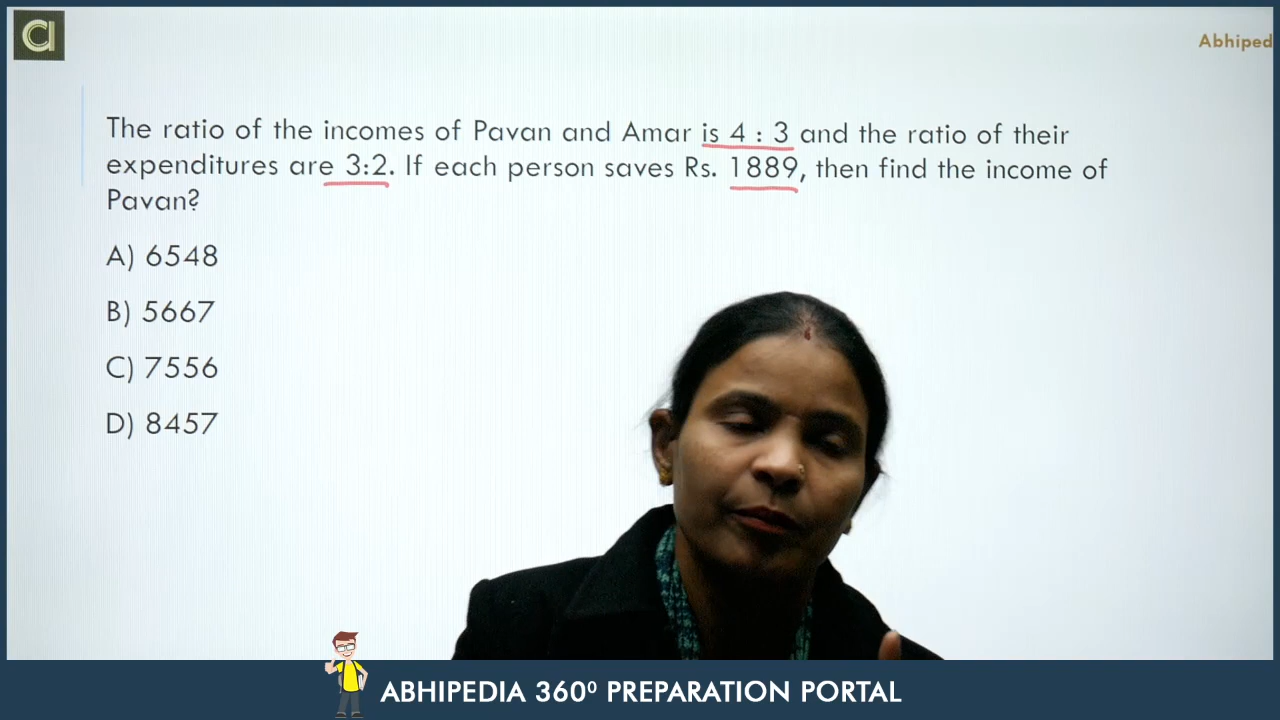 Abhiped
The ratio of the incomes of Pavan and Amar is 4 : 3 and the ratio of their
expenditures are 3:2. If each person saves Rs. 1889, then find the income of
Pavan?
A) 6548
B) 5667
C) 7556
D) 8457
ABHIPEDIA 360⁰ PREPARATION PORTAL